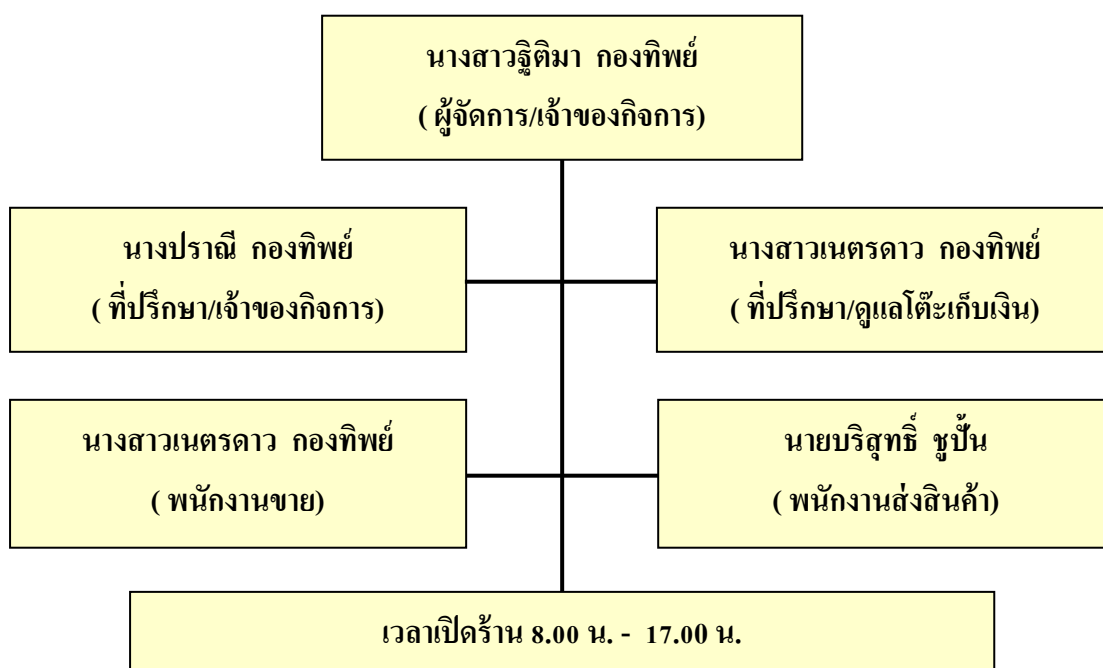 นางสาวฐิติมา กองทิพย์
( ผู้จัดการ/เจ้าของกิจการ)
นางปราณี กองทิพย์
( ที่ปรึกษา/เจ้าของกิจการ)
นางสาวเนตรดาว กองทิพย์
( ที่ปรึกษา/ดูแลโต๊ะเก็บเงิน)
นางสาวเนตรดาว กองทิพย์
( พนักงานขาย)
นายบริสุทธิ์ ชูปั้น
( พนักงานส่งสินค้า)
เวลาเปิดร้าน 8.00 น. - 17.00 น.